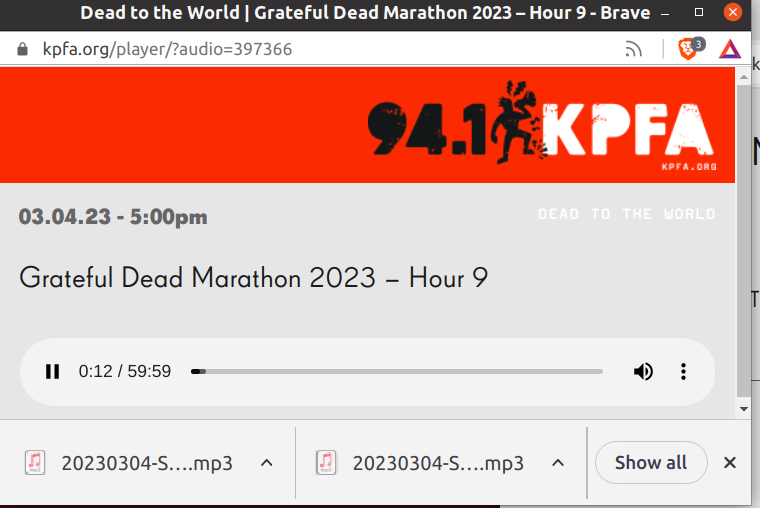 Dead to the World | Grateful Dead Marathon 2023 – Hour 9 - Brave
kpfa.org/player/?audio=397366
3
94.1 KPFA
KPFA.ORG
03.04.23 - 5:00pm
DEAD TO THE WORLD
Grateful Dead Marathon 2023 – Hour 9
0:12 / 59:59
20230304-S….mp3
20230304-S….mp3
Show all